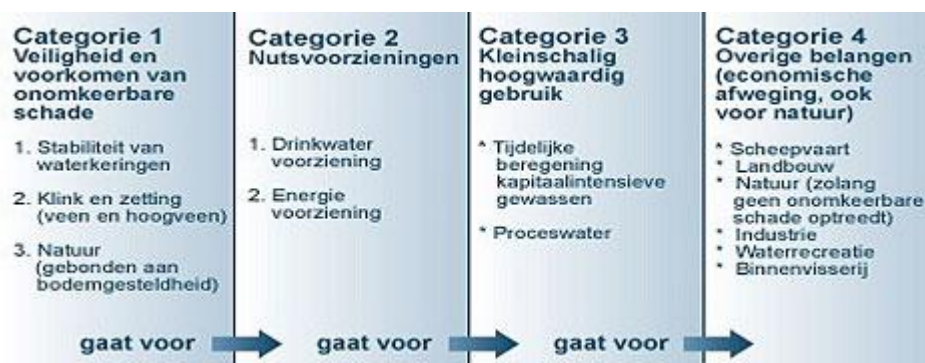 Categorie 1
Veiligheid en
voorkomen van
onomkeerbare
schade
1. Stabiliteit van
waterkeringen
2. Klink en zetting
(veen en hoogveen)
3. Natuur
(gebonden aan
bodemgesteldheid)
gaat voor
Categorie 2
Nutsvoorzieningen
1. Drinkwater
voorziening
2. Energie
voorziening
gaat voor
Categorie 3
Kleinschalig
hoogwaardig
gebruik
* Tijdelijke
beregening
kapitaalintensieve
gewassen
* Proceswater
gaat voor
Categorie 4
Overige belangen
(economische
afweging, ook
voor natuur)
* Scheepvaart
* Landbouw
* Natuur (zolang
geen onomkeerbare
schade optreedt)
* Industrie
* Waterrecreatie
* Binnenvisserij